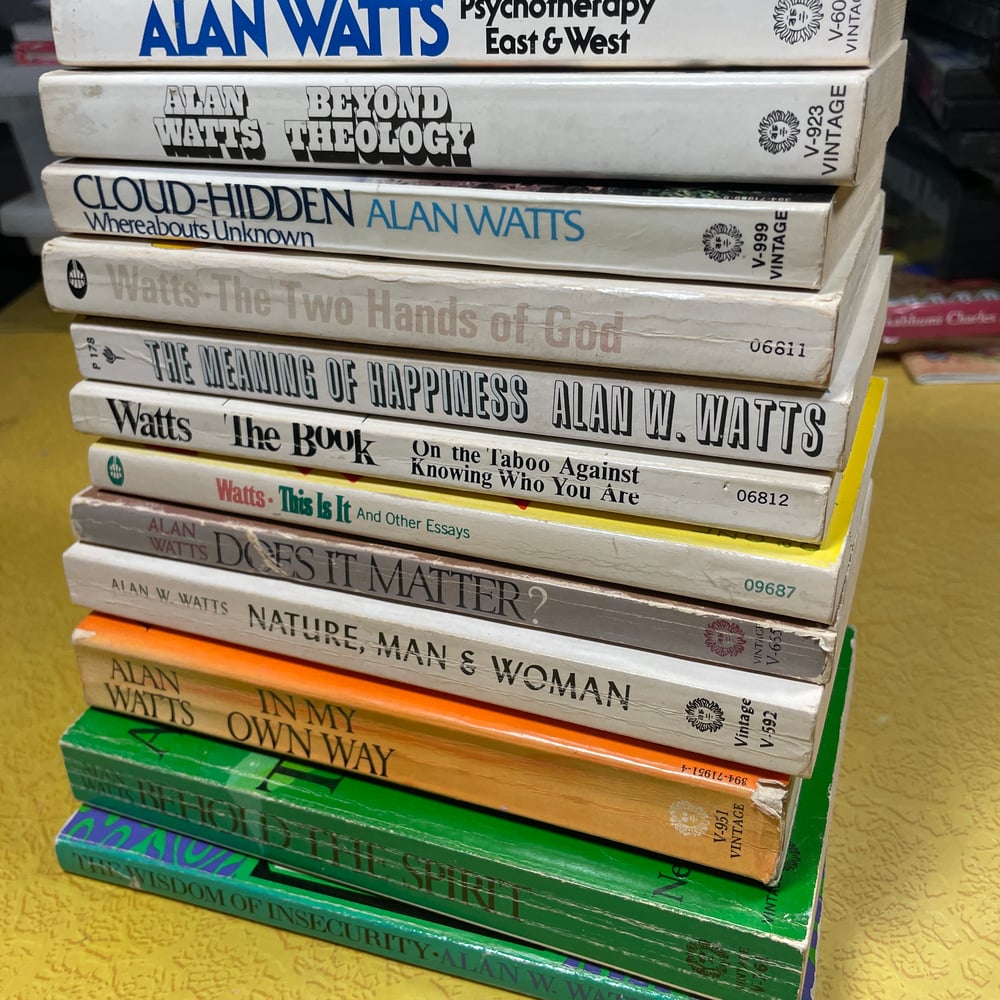 ALAN WATTS
Psychotherapy
East & West
VINTAGE
ALAN
WATTS
BEYOND
THEOLOGY
V-923
VINTAGE
CLOUD-HIDDEN
Whereabouts Unknown
ALAN WATTS
V-999
VINTAGE
Watts · The Two Hands of God
06811
P 178
THE MEANING OF HAPPINESS ALAN W. WATTS
Watts The Book
On the Taboo Against
Knowing Who You Are
06812
Watts · This Is It And Other Essays
09687
ALAN
WATTS
DOES IT MATTER?
VINTAGE
V-655
ALAN W. WATTS NATURE, MAN & WOMAN
Vintage
V-592
ALAN
WATTS
IN MY
OWN WAY
394-71951-4
V-951
VINTAGE
ALAN
WATTS
BEHOLD THE SPIRIT
THE WISDOM OF INSECURITY · ALAN W. WATTS